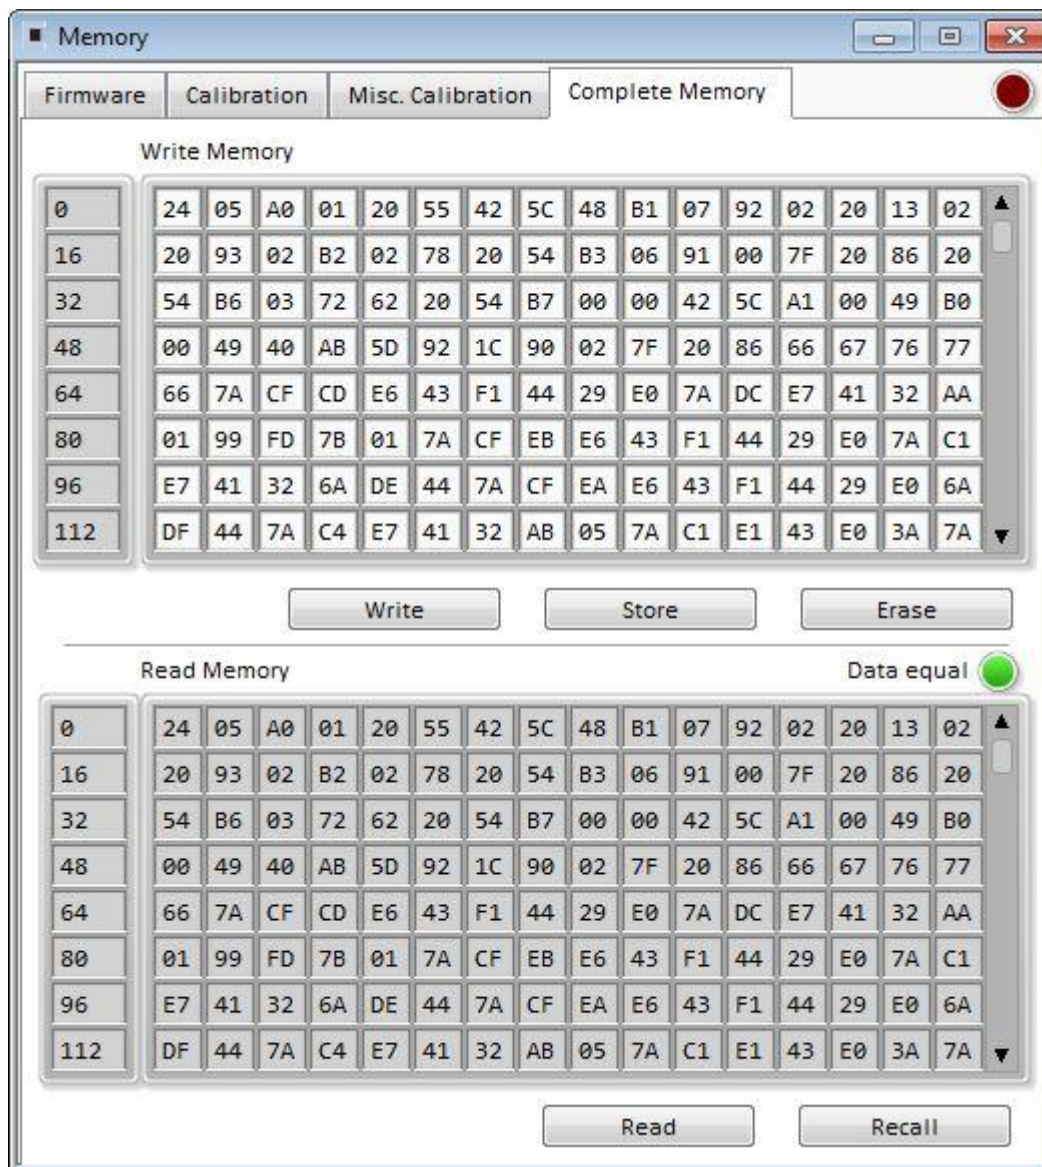 Memory
Firmware Calibration Misc. Calibration Complete Memory
Write Memory
0 24 05 A0 01 20 55 42 5C 48 B1 07 92 02 20 13 02
16 20 93 02 B2 02 78 20 54 B3 06 91 00 7F 20 86 20
32 54 B6 03 72 62 20 54 B7 00 00 42 5C A1 00 49 B0
48 00 49 40 AB 5D 92 1C 90 02 7F 20 86 66 67 76 77
64 66 7A CF CD E6 43 F1 44 29 E0 7A DC E7 41 32 AA
80 01 99 FD 7B 01 7A CF EB E6 43 F1 44 29 E0 7A C1
96 E7 41 32 6A DE 44 7A CF EA E6 43 F1 44 29 E0 6A
112 DF 44 7A C4 E7 41 32 AB 05 7A C1 E1 43 E0 3A 7A
Write Store Erase
Read Memory Data equal
0 24 05 A0 01 20 55 42 5C 48 B1 07 92 02 20 13 02
16 20 93 02 B2 02 78 20 54 B3 06 91 00 7F 20 86 20
32 54 B6 03 72 62 20 54 B7 00 00 42 5C A1 00 49 B0
48 00 49 40 AB 5D 92 1C 90 02 7F 20 86 66 67 76 77
64 66 7A CF CD E6 43 F1 44 29 E0 7A DC E7 41 32 AA
80 01 99 FD 7B 01 7A CF EB E6 43 F1 44 29 E0 7A C1
96 E7 41 32 6A DE 44 7A CF EA E6 43 F1 44 29 E0 6A
112 DF 44 7A C4 E7 41 32 AB 05 7A C1 E1 43 E0 3A 7A
Read Recall